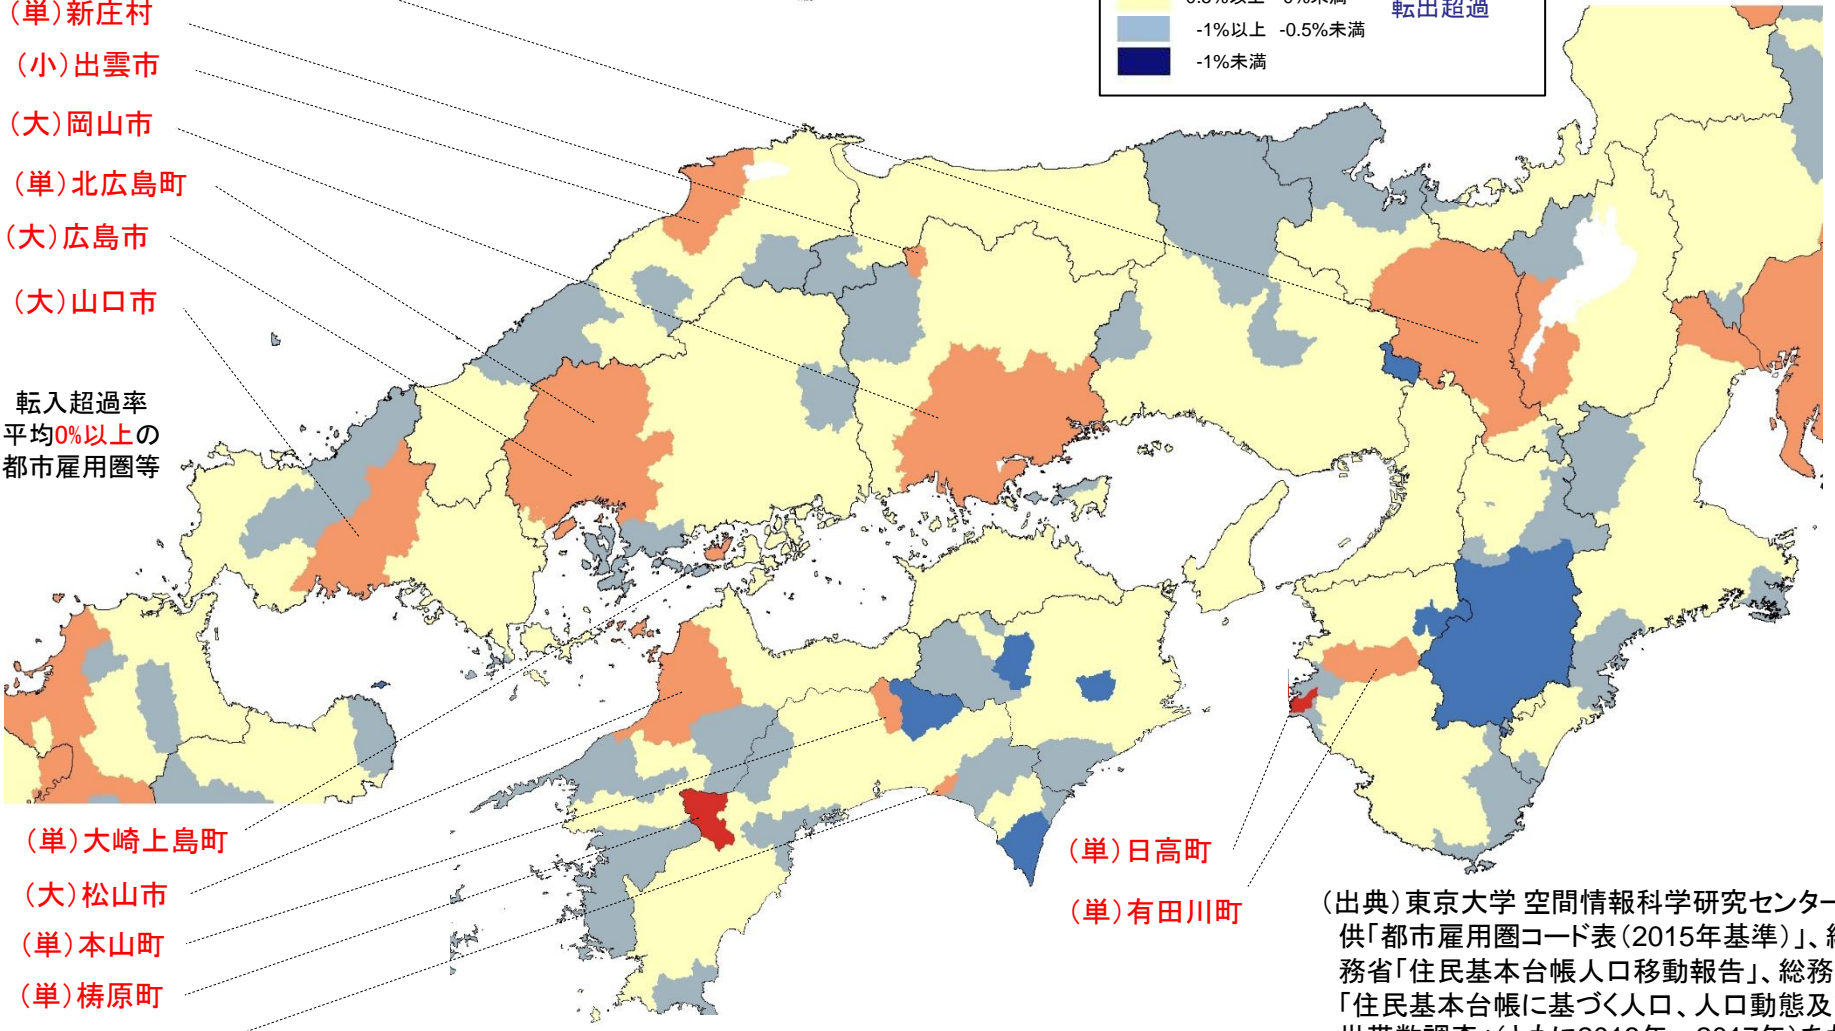 （単）新庄村
（小）出雲市
（大）岡山市
（単）北広島町
（大）広島市
（大）山口市
転入超過率
平均0%以上の
都市雇用圏等
転出超過
-1%以上 -0.5%未満
-1%未満
（単）大崎上島町
（大）松山市
（単）本山町
（単）梼原町
（単）日高町
（単）有田川町
（出典）東京大学 空間情報科学研究センター
供「都市雇用圏コード表（2015年基準）」、
務省「住民基本台帳人口移動報告」、総務
「住民基本台帳に基づく人口、人口動態及